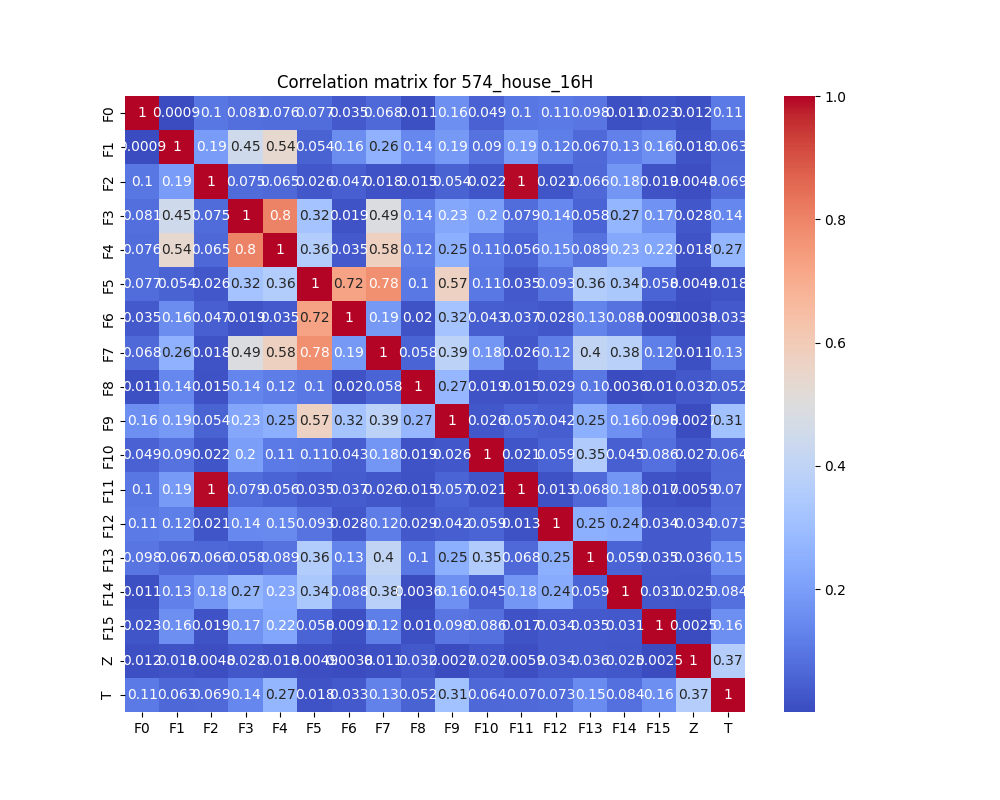 Correlation matrix for 574_house_16H
F0 1 0.1 0.081 0.076 0.077 0.035 0.068 0.011 0.16 0.049 0.1 0.11 0.098 0.011 0.023 0.012 0.11
F1 1 0.19 0.45 0.54 0.054 0.16 0.26 0.14 0.19 0.09 0.19 0.12 0.067 0.13 0.16 0.018 0.063
F2 0.1 0.19 1 0.075 0.065 0.026 0.047 0.018 0.015 0.054 0.022 1 0.021 0.066 0.18 0.019 0.0048 0.069
F3 0.081 0.45 0.075 1 0.8 0.32 0.019 0.49 0.14 0.23 0.2 0.079 0.14 0.058 0.27 0.17 0.028 0.14
F4 0.076 0.54 0.065 0.8 1 0.36 0.035 0.58 0.12 0.25 0.11 0.056 0.15 0.089 0.23 0.22 0.018 0.27
F5 0.077 0.054 0.026 0.32 0.36 1 0.72 0.78 0.1 0.57 0.11 0.035 0.093 0.36 0.34 0.058 0.0049 0.018
F6 0.035 0.16 0.047 0.019 0.035 0.72 1 0.19 0.02 0.32 0.043 0.037 0.028 0.13 0.088 0.0091 0.0038 0.033
F7 0.068 0.26 0.018 0.49 0.58 0.78 0.19 1 0.058 0.39 0.18 0.026 0.12 0.4 0.38 0.12 0.011 0.13
F8 0.011 0.14 0.015 0.14 0.12 0.1 0.02 0.058 1 0.27 0.019 0.015 0.029 0.1 0.0036 0.01 0.032 0.052
F9 0.16 0.19 0.054 0.23 0.25 0.57 0.32 0.39 0.27 1 0.026 0.057 0.042 0.25 0.16 0.098 0.0027 0.31
F10 0.049 0.09 0.022 0.2 0.11 0.11 0.043 0.18 0.019 0.026 1 0.021 0.059 0.35 0.045 0.086 0.027 0.064
F11 0.1 0.19 1 0.079 0.056 0.035 0.037 0.026 0.015 0.057 0.021 1 0.013 0.068 0.18 0.017 0.0059 0.07
F12 0.11 0.12 0.021 0.14 0.15 0.093 0.028 0.12 0.029 0.042 0.059 0.013 1 0.25 0.24 0.034 0.034 0.073
F13 0.098 0.067 0.066 0.058 0.089 0.36 0.13 0.4 0.1 0.25 0.35 0.068 0.25 1 0.059 0.035 0.036 0.15
F14 0.011 0.13 0.18 0.27 0.23 0.34 0.088 0.38 0.0036 0.16 0.045 0.18 0.24 0.059 1 0.031 0.025 0.084
F15 0.023 0.16 0.019 0.17 0.22 0.058 0.0091 0.12 0.01 0.098 0.086 0.017 0.034 0.035 0.031 1 0.0025 0.16
Z 0.012 0.018 0.0048 0.028 0.018 0.0049 0.0038 0.011 0.032 0.0027 0.027 0.0059 0.034 0.036 0.025 0.0025 1 0.37
T 0.11 0.063 0.069 0.14 0.27 0.018 0.033 0.13 0.052 0.31 0.064 0.07 0.073 0.15 0.084 0.16 0.37 1
F0 F1 F2 F3 F4 F5 F6 F7 F8 F9 F10 F11 F12 F13 F14 F15 Z T
1.0
0.8
0.6
0.4
0.2